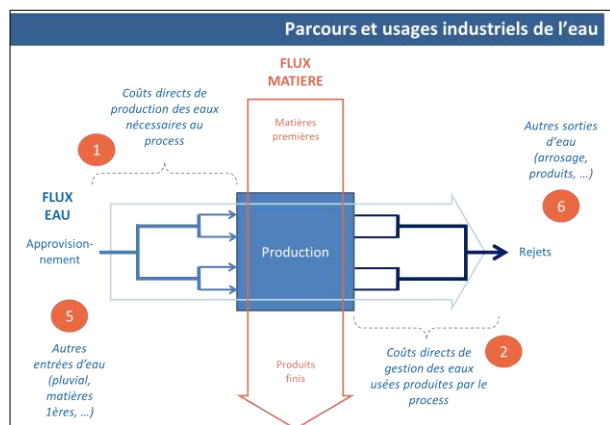 Parcours et usages industriels de l'eau
FLUX
MATIERE
Coûts directs de
production des eaux
nécessaires au
process
1
Matières
premières
Autres sorties
d'eau
(arrosage,
produits, ...)
6
FLUX
EAU
Approvision-
nement
Production
Rejets
5
Autres
entrées d'eau
(pluvial,
matières
1ères, ...)
Produits
finis
2
Coûts directs de
gestion des eaux
usées produites par le
process